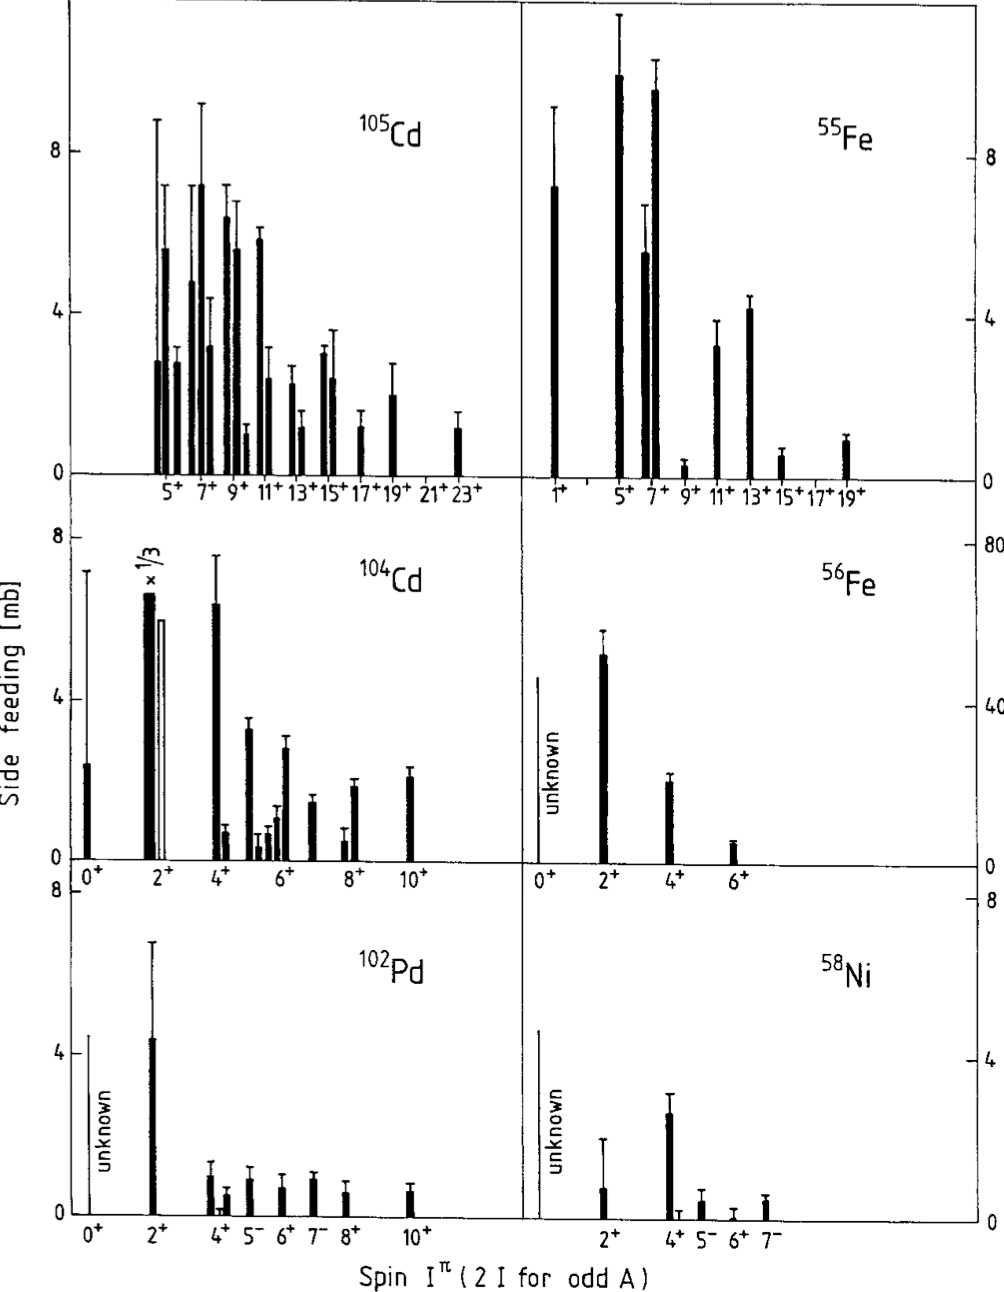 ¹⁰⁵Cd
8
4
0
5⁺ 7⁺ 9⁺ 11⁺ 13⁺ 15⁺ 17⁺ 19⁺ 21⁺ 23⁺
⁵⁵Fe
8
4
0
1⁺ 5⁺ 7⁺ 9⁺ 11⁺ 13⁺ 15⁺ 17⁺ 19⁺
Side feeding [mb]
¹⁰⁴Cd
× 1/3
8
4
0
0⁺ 2⁺ 4⁺ 6⁺ 8⁺ 10⁺
⁵⁶Fe
unknown
80
40
0
0⁺ 2⁺ 4⁺ 6⁺
¹⁰²Pd
unknown
8
4
0
0⁺ 2⁺ 4⁺ 5⁻ 6⁺ 7⁻ 8⁺ 10⁺
⁵⁸Ni
unknown
8
4
0
2⁺ 4⁺ 5⁻ 6⁺ 7⁻
Spin I^π (2 I for odd A)